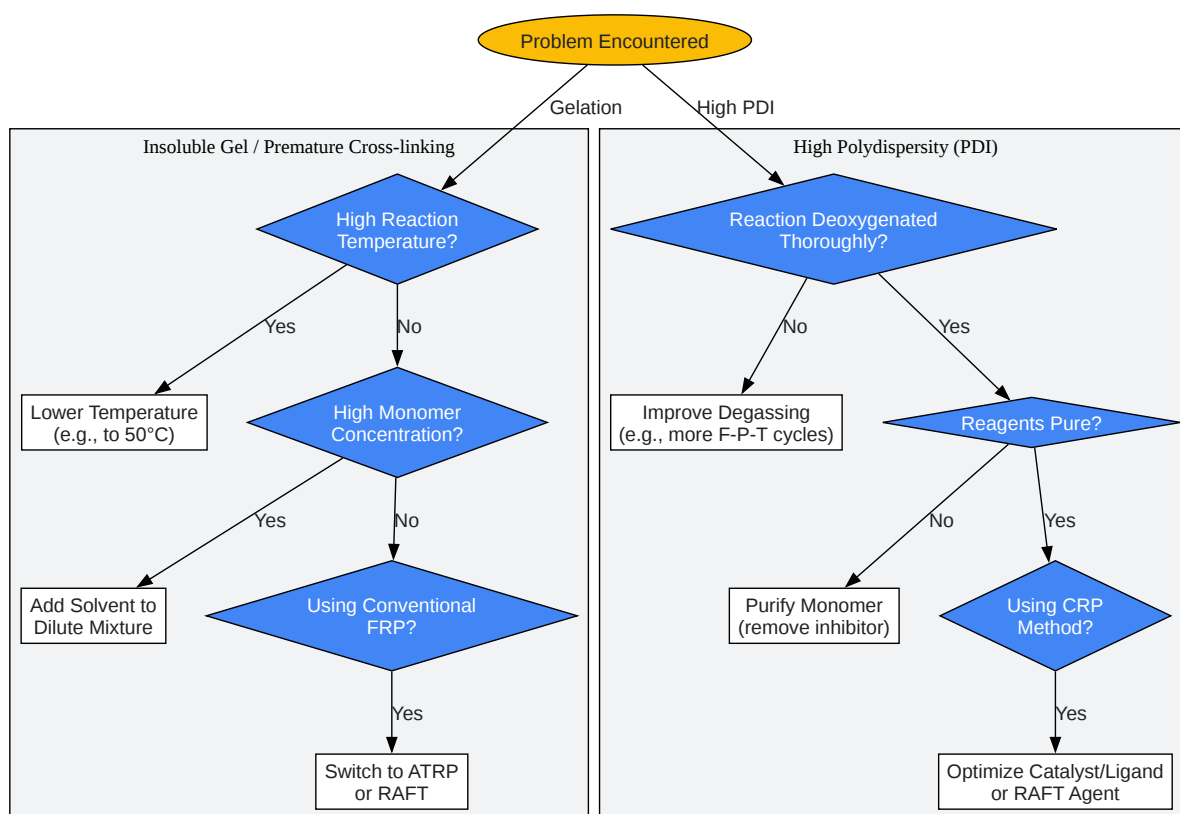 Problem Encountered
Gelation
High PDI
Insoluble Gel / Premature Cross-linking
High Reaction
Temperature?
Yes
No
Lower Temperature
(e.g., to 50°C)
High Monomer
Concentration?
Yes
No
Add Solvent to
Dilute Mixture
Using Conventional
FRP?
Yes
Switch to ATRP
or RAFT
High Polydispersity (PDI)
Reaction Deoxygenated
Thoroughly?
No
Yes
Improve Degassing
(e.g., more F-P-T cycles)
Reagents Pure?
No
Yes
Purify Monomer
(remove inhibitor)
Using CRP
Method?
Yes
Optimize Catalyst/Ligand
or RAFT Agent